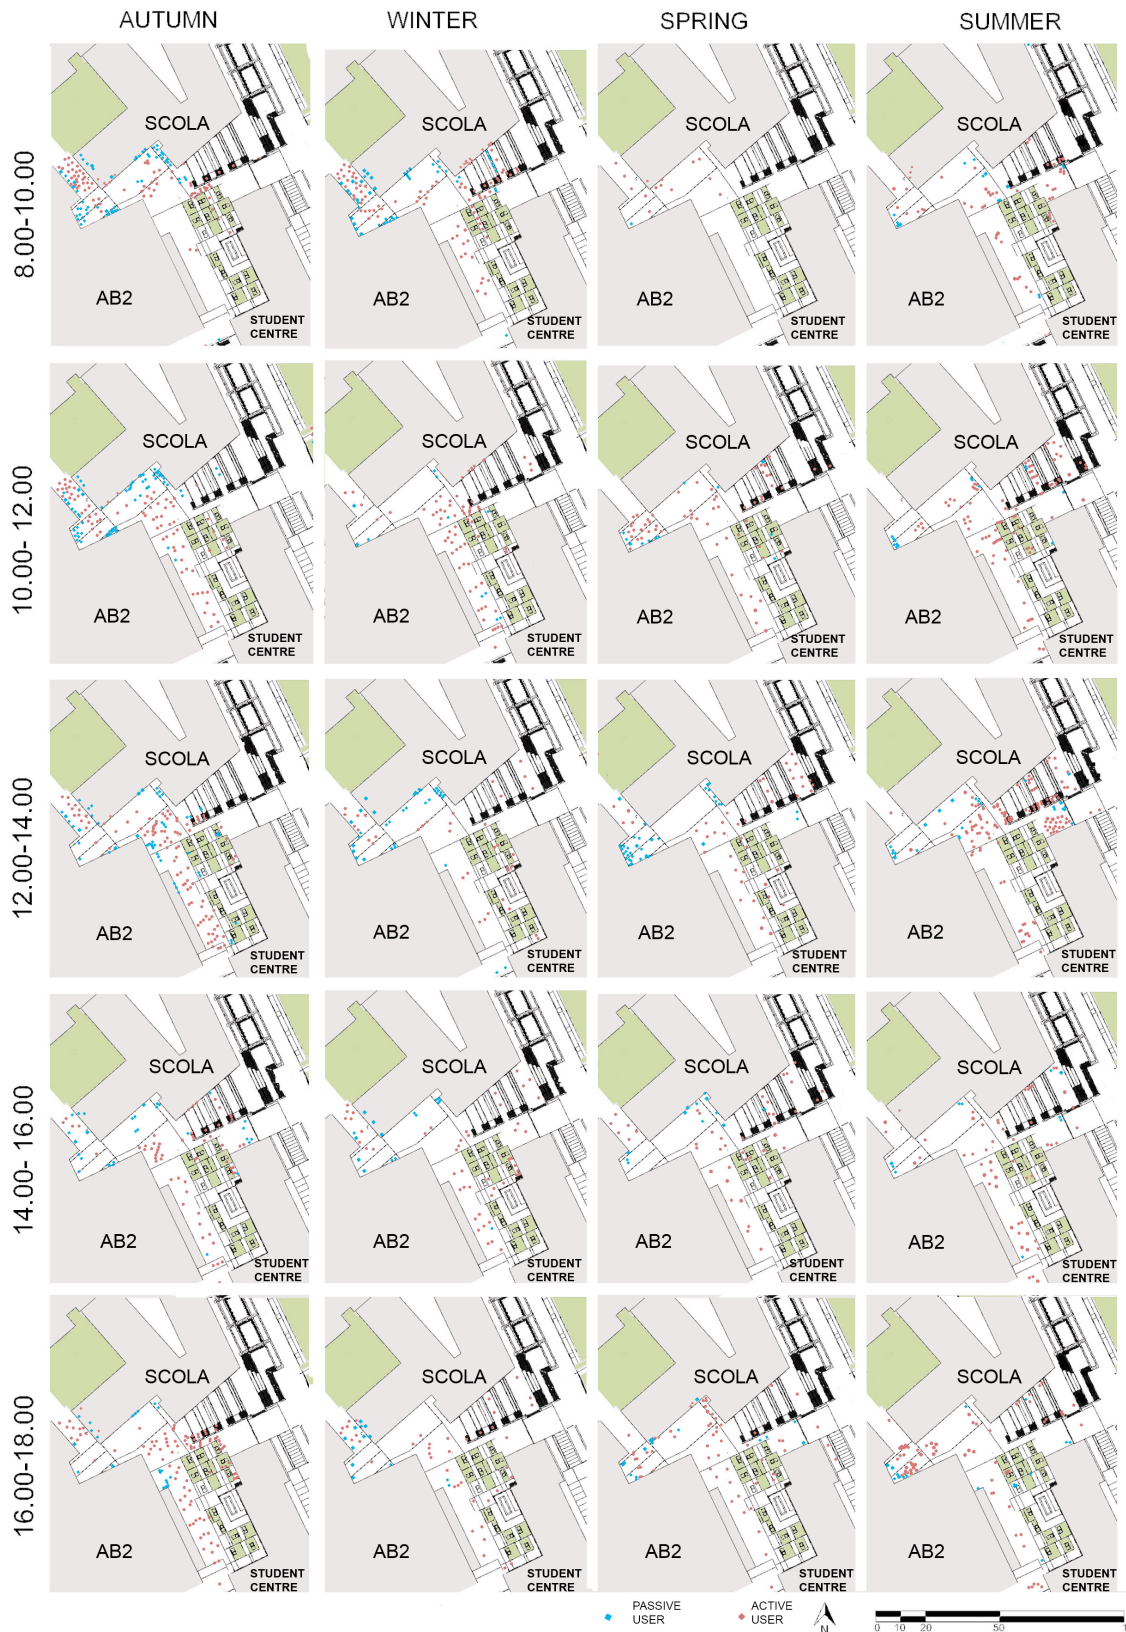 AUTUMN WINTER SPRING SUMMER
8.00-10.00
SCOLA SCOLA SCOLA SCOLA
AB2 AB2 AB2 AB2
STUDENT CENTRE STUDENT CENTRE STUDENT CENTRE STUDENT CENTRE
10.00- 12.00
SCOLA SCOLA SCOLA SCOLA
AB2 AB2 AB2 AB2
STUDENT CENTRE STUDENT CENTRE STUDENT CENTRE STUDENT CENTRE
12.00-14.00
SCOLA SCOLA SCOLA SCOLA
AB2 AB2 AB2 AB2
STUDENT CENTRE STUDENT CENTRE STUDENT CENTRE STUDENT CENTRE
14.00- 16.00
SCOLA SCOLA SCOLA SCOLA
AB2 AB2 AB2 AB2
STUDENT CENTRE STUDENT CENTRE STUDENT CENTRE STUDENT CENTRE
16.00-18.00
SCOLA SCOLA SCOLA SCOLA
AB2 AB2 AB2 AB2
STUDENT CENTRE STUDENT CENTRE STUDENT CENTRE STUDENT CENTRE
PASSIVE USER
ACTIVE USER
N
0 10 20 50 1